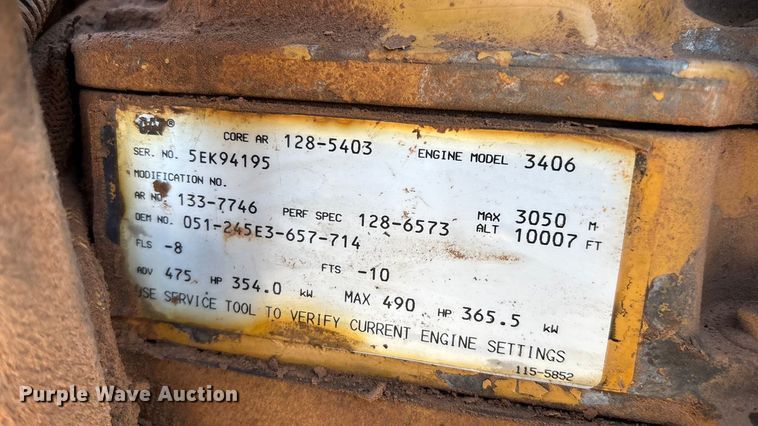 CAT®
CORE AR 128-5403 ENGINE MODEL 3406
SER. NO. 5EK94195
MODIFICATION NO.
AR NO. 133-7746 PERF SPEC 128-6573 MAX ALT 3050 M 10007 FT
OEM NO. 051-245E3-657-714
FLS -8 FTS -10
ADV 475 HP 354.0 kW MAX 490 HP 365.5 kW
USE SERVICE TOOL TO VERIFY CURRENT ENGINE SETTINGS
115-5852
Purple Wave Auction